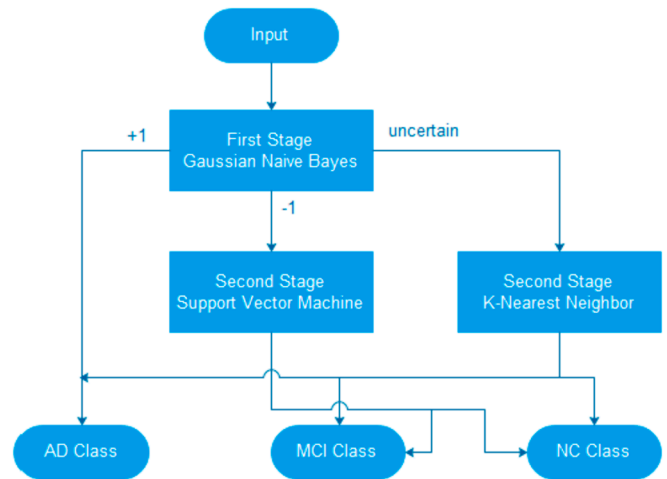 Input
+1
First Stage
Gaussian Naive Bayes
uncertain
-1
Second Stage
Support Vector Machine
Second Stage
K-Nearest Neighbor
AD Class
MCI Class
NC Class